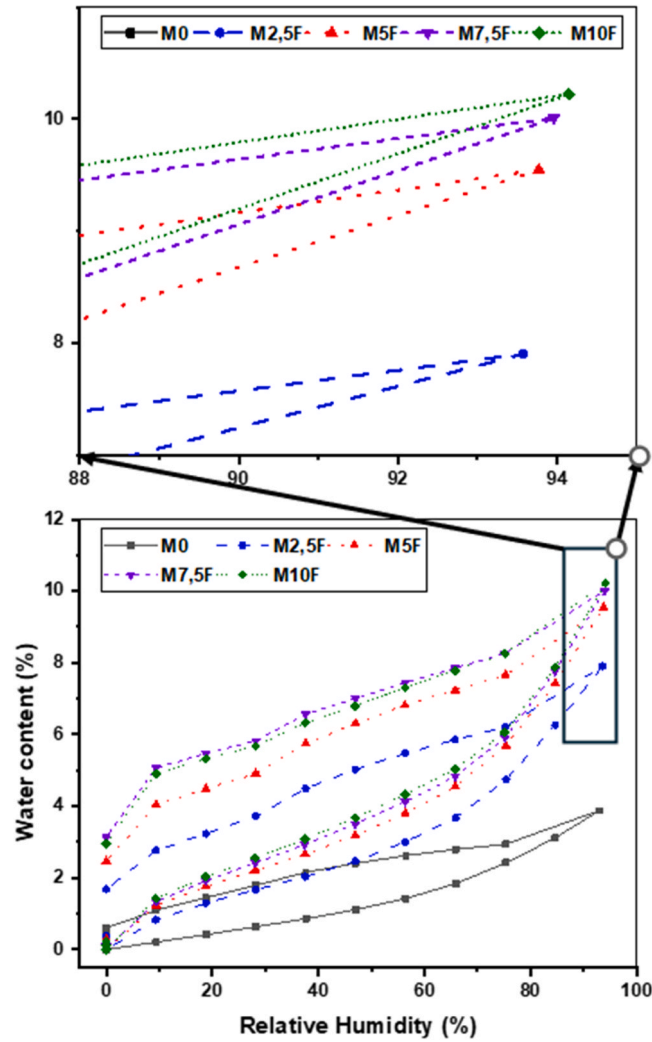 M0 M2,5F M5F M7,5F M10F
10
8
88 90 92 94
12
M0 M2,5F M5F
M7,5F M10F
10
8
6
4
2
0
Water content (%)
0 20 40 60 80 100
Relative Humidity (%)